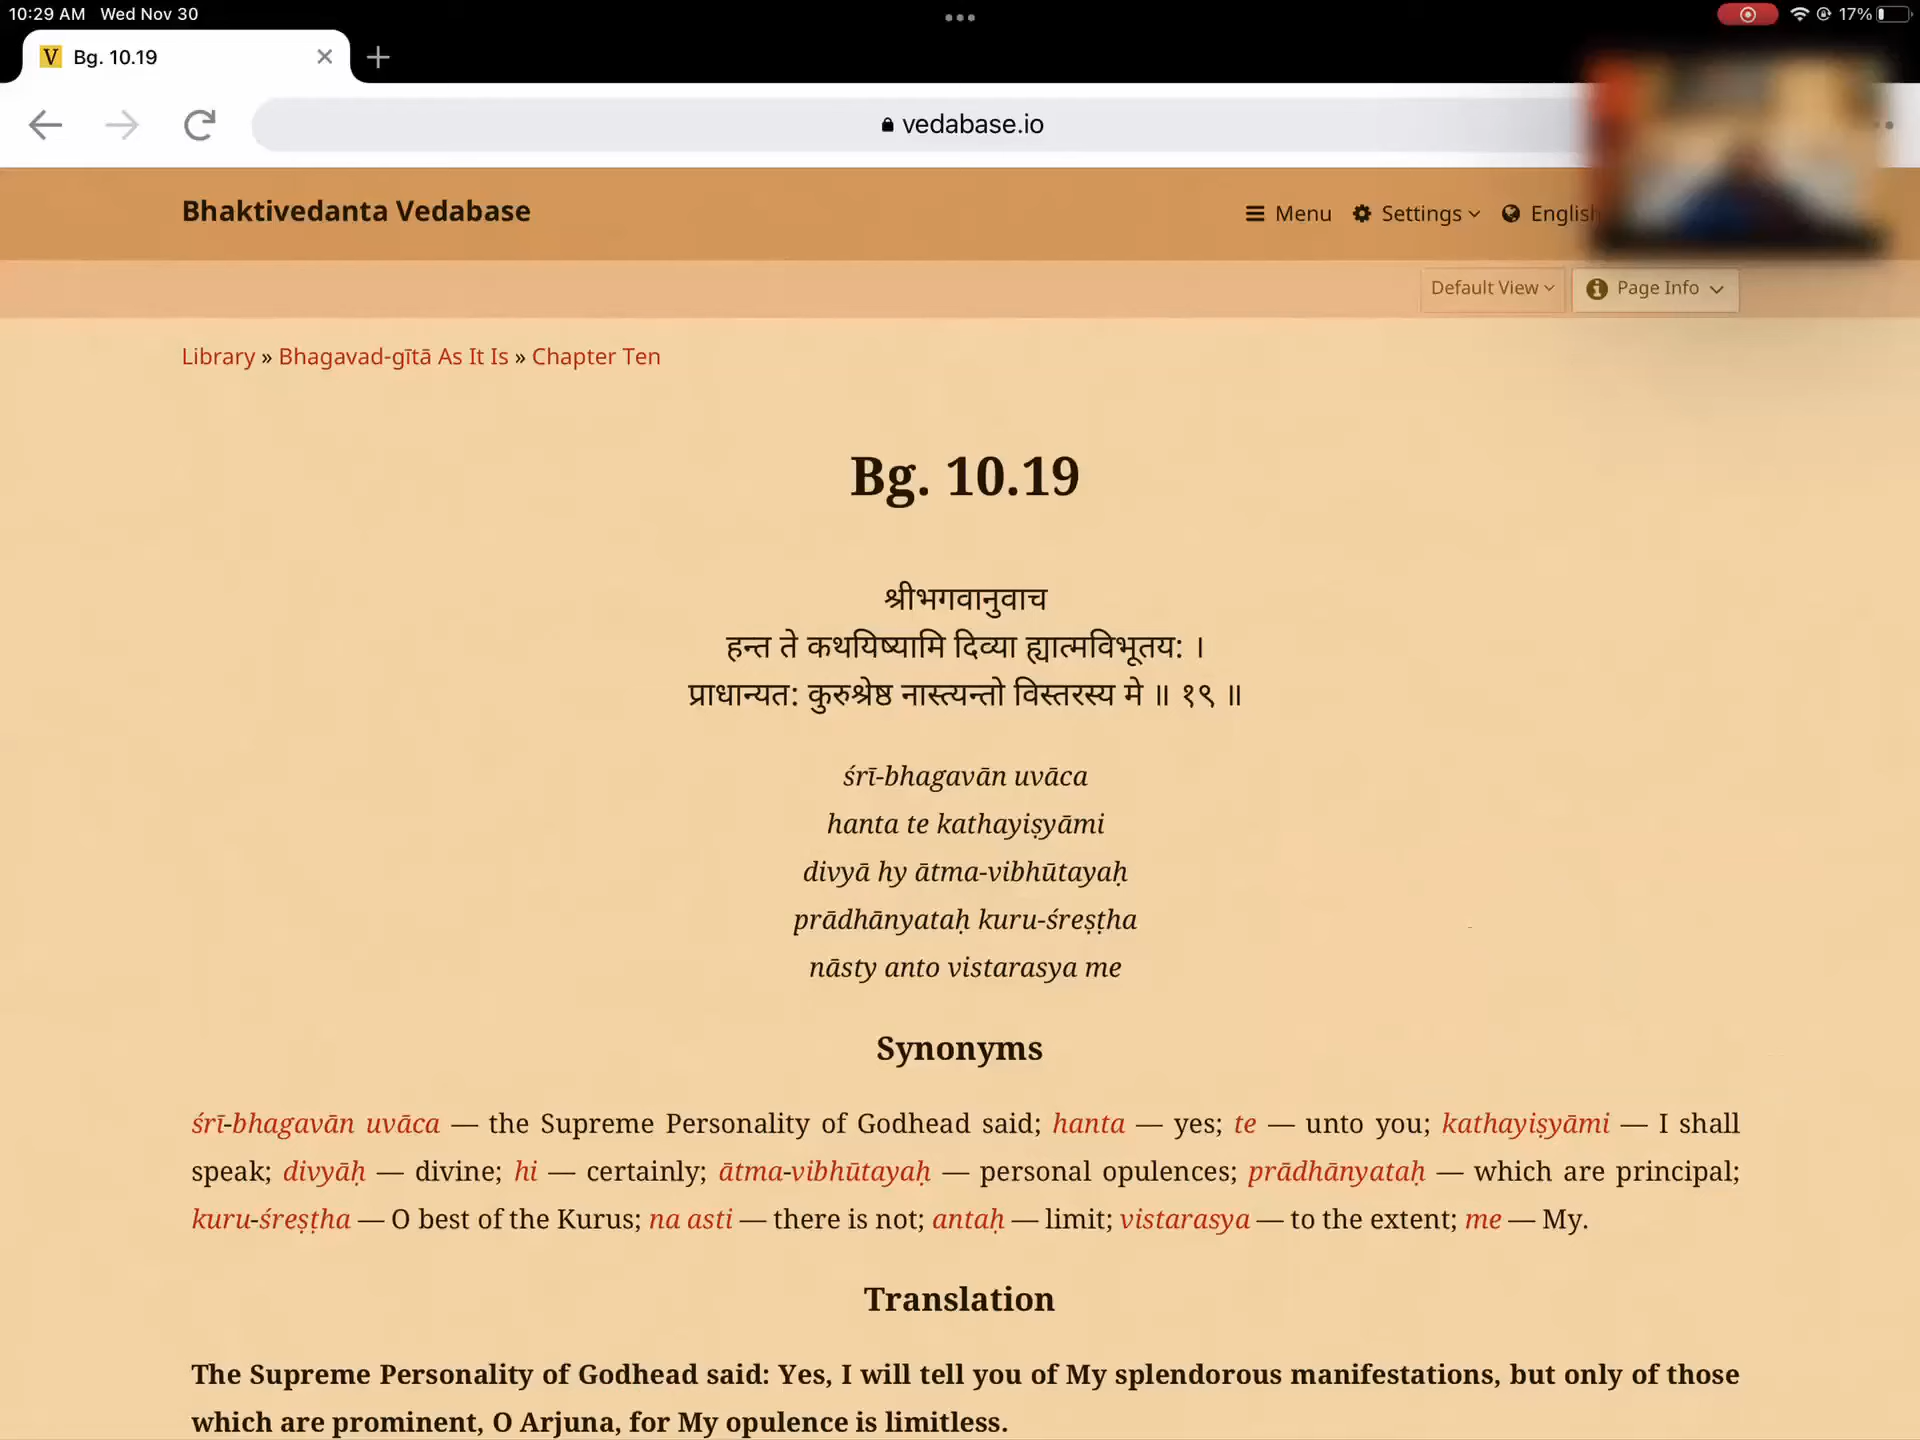 10:29 AM Wed Nov 30
17%
V Bg. 10.19
vedabase.io
Bhaktivedanta Vedabase
Menu Settings English
Default View Page Info
Library » Bhagavad-gītā As It Is » Chapter Ten
Bg. 10.19
श्रीभगवानुवाच
हन्त ते कथयिष्यामि दिव्या ह्यात्मविभूतय: ।
प्राधान्यत: कुरुश्रेष्ठ नास्त्यन्तो विस्तरस्य मे ॥ १९ ॥
śrī-bhagavān uvāca
hanta te kathayiṣyāmi
divyā hy ātma-vibhūtayaḥ
prādhānyataḥ kuru-śreṣṭha
nāsty anto vistarasya me
Synonyms
śrī-bhagavān uvāca — the Supreme Personality of Godhead said; hanta — yes; te — unto you; kathayiṣyāmi — I shall
speak; divyāḥ — divine; hi — certainly; ātma-vibhūtayaḥ — personal opulences; prādhānyataḥ — which are principal;
kuru-śreṣṭha — O best of the Kurus; na asti — there is not; antaḥ — limit; vistarasya — to the extent; me — My.
Translation
The Supreme Personality of Godhead said: Yes, I will tell you of My splendorous manifestations, but only of those
which are prominent, O Arjuna, for My opulence is limitless.